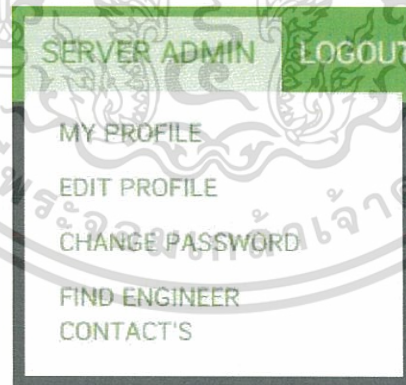 SERVER ADMIN LOGOUT
MY PROFILE
EDIT PROFILE
CHANGE PASSWORD
FIND ENGINEER
CONTACT'S